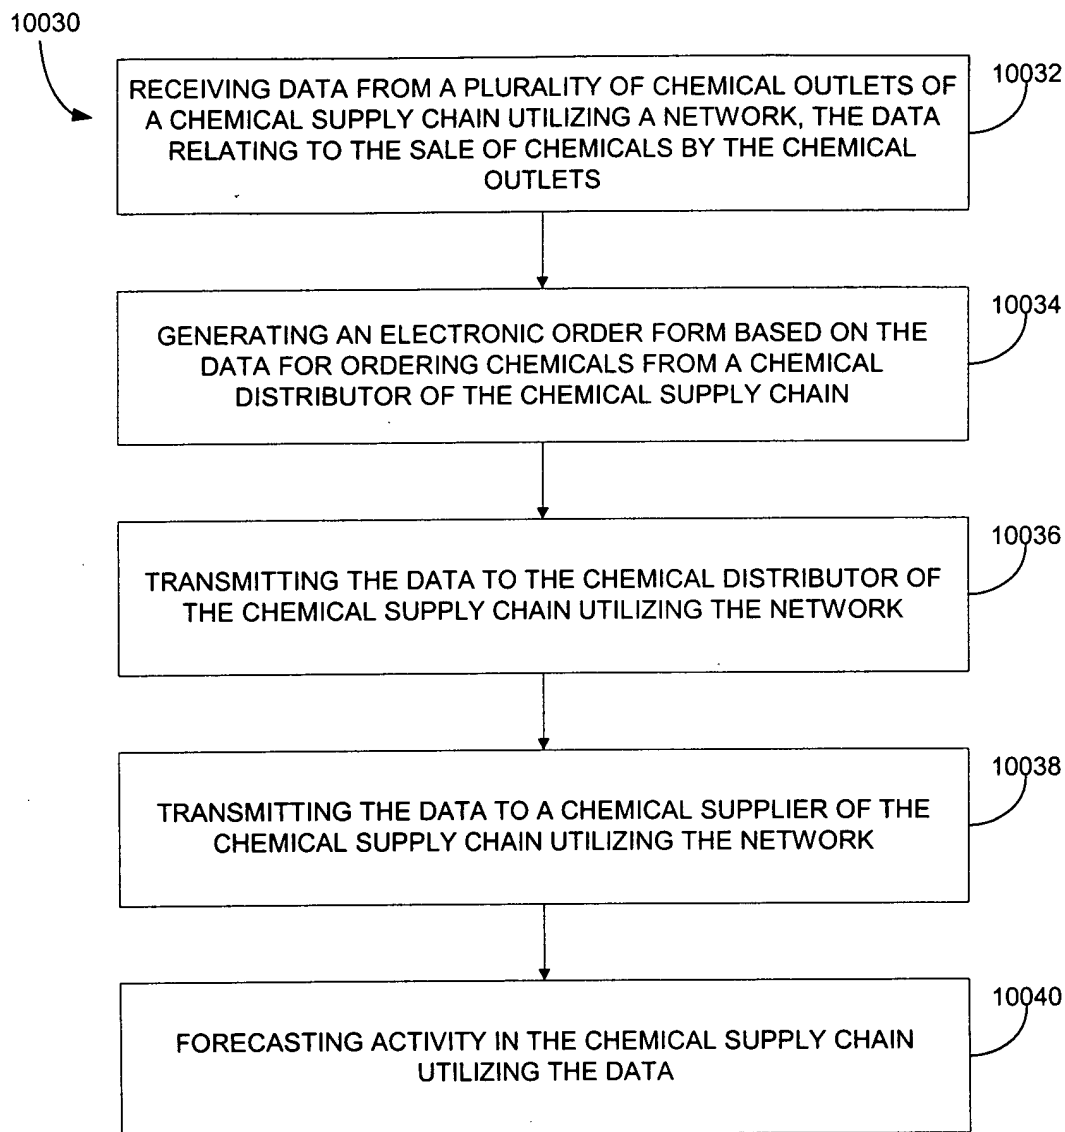 10030
RECEIVING DATA FROM A PLURALITY OF CHEMICAL OUTLETS OF
A CHEMICAL SUPPLY CHAIN UTILIZING A NETWORK, THE DATA
RELATING TO THE SALE OF CHEMICALS BY THE CHEMICAL
OUTLETS
10032
GENERATING AN ELECTRONIC ORDER FORM BASED ON THE
DATA FOR ORDERING CHEMICALS FROM A CHEMICAL
DISTRIBUTOR OF THE CHEMICAL SUPPLY CHAIN
10034
TRANSMITTING THE DATA TO THE CHEMICAL DISTRIBUTOR OF
THE CHEMICAL SUPPLY CHAIN UTILIZING THE NETWORK
10036
TRANSMITTING THE DATA TO A CHEMICAL SUPPLIER OF THE
CHEMICAL SUPPLY CHAIN UTILIZING THE NETWORK
10038
FORECASTING ACTIVITY IN THE CHEMICAL SUPPLY CHAIN
UTILIZING THE DATA
10040